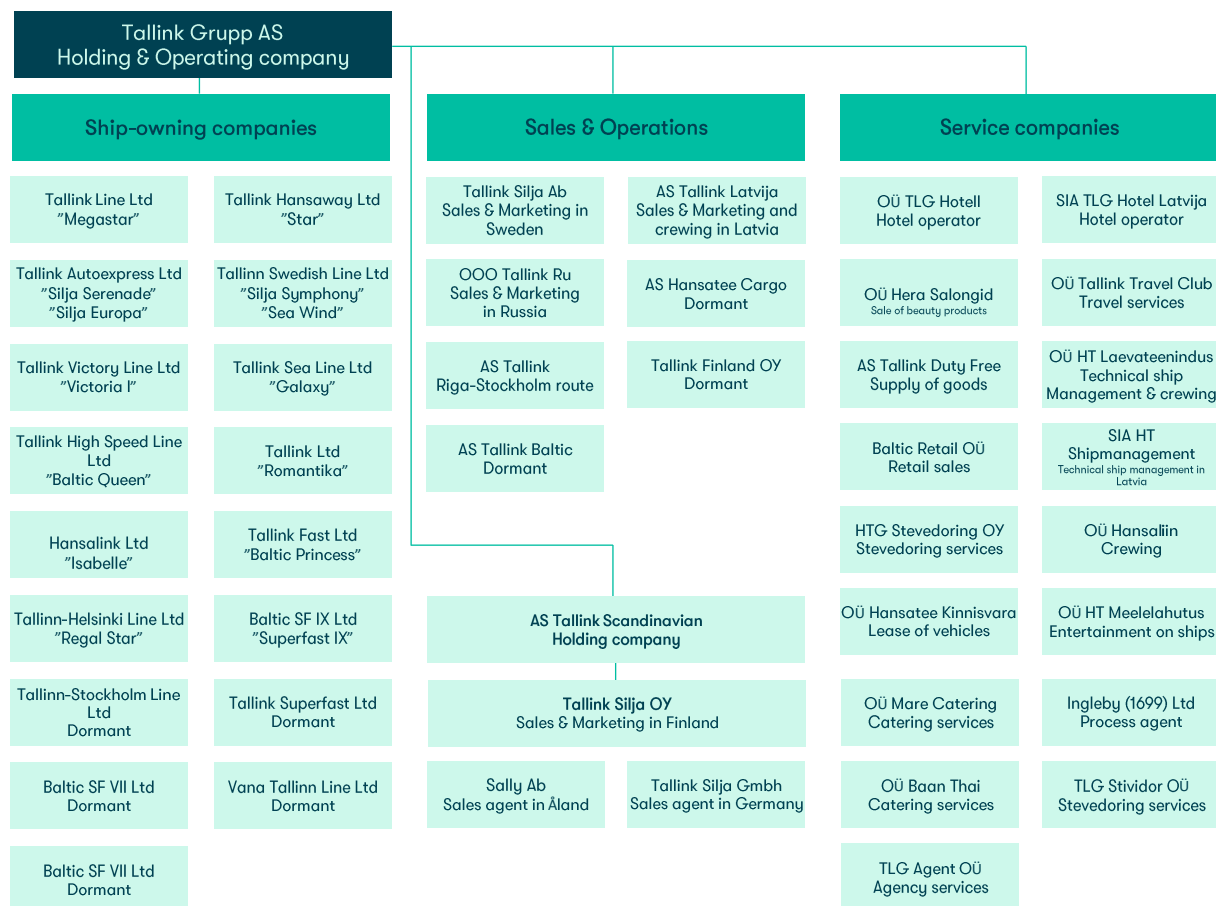 Tallink Grupp AS
Holding & Operating company
Ship-owning companies
Tallink Line Ltd
”Megastar”
Tallink Hansaway Ltd
”Star”
Tallink Autoexpress Ltd
”Silja Serenade”
”Silja Europa”
Tallinn Swedish Line Ltd
”Silja Symphony”
”Sea Wind”
Tallink Victory Line Ltd
”Victoria I”
Tallink Sea Line Ltd
”Galaxy”
Tallink High Speed Line
Ltd
”Baltic Queen”
Tallink Ltd
”Romantika”
Hansalink Ltd
”Isabelle”
Tallink Fast Ltd
”Baltic Princess”
Tallinn-Helsinki Line Ltd
”Regal Star”
Baltic SF IX Ltd
”Superfast IX”
Tallinn-Stockholm Line
Ltd
Dormant
Tallink Superfast Ltd
Dormant
Baltic SF VII Ltd
Dormant
Vana Tallinn Line Ltd
Dormant
Baltic SF VII Ltd
Dormant
Sales & Operations
Tallink Silja Ab
Sales & Marketing in
Sweden
AS Tallink Latvija
Sales & Marketing and
crewing in Latvia
OOO Tallink Ru
Sales & Marketing
in Russia
AS Hansatee Cargo
Dormant
AS Tallink
Riga-Stockholm route
Tallink Finland OY
Dormant
AS Tallink Baltic
Dormant
AS Tallink Scandinavian
Holding company
Tallink Silja OY
Sales & Marketing in Finland
Sally Ab
Sales agent in Åland
Tallink Silja Gmbh
Sales agent in Germany
Service companies
OÜ TLG Hotell
Hotel operator
SIA TLG Hotel Latvija
Hotel operator
OÜ Hera Salongid
Sale of beauty products
OÜ Tallink Travel Club
Travel services
AS Tallink Duty Free
Supply of goods
OÜ HT Laevateenindus
Technical ship
Management & crewing
Baltic Retail OÜ
Retail sales
SIA HT
Shipmanagement
Technical ship management in
Latvia
HTG Stevedoring OY
Stevedoring services
OÜ Hansaliin
Crewing
OÜ Hansatee Kinnisvara
Lease of vehicles
OÜ HT Meelelahutus
Entertainment on ships
OÜ Mare Catering
Catering services
Ingleby (1699) Ltd
Process agent
OÜ Baan Thai
Catering services
TLG Stividor OÜ
Stevedoring services
TLG Agent OÜ
Agency services